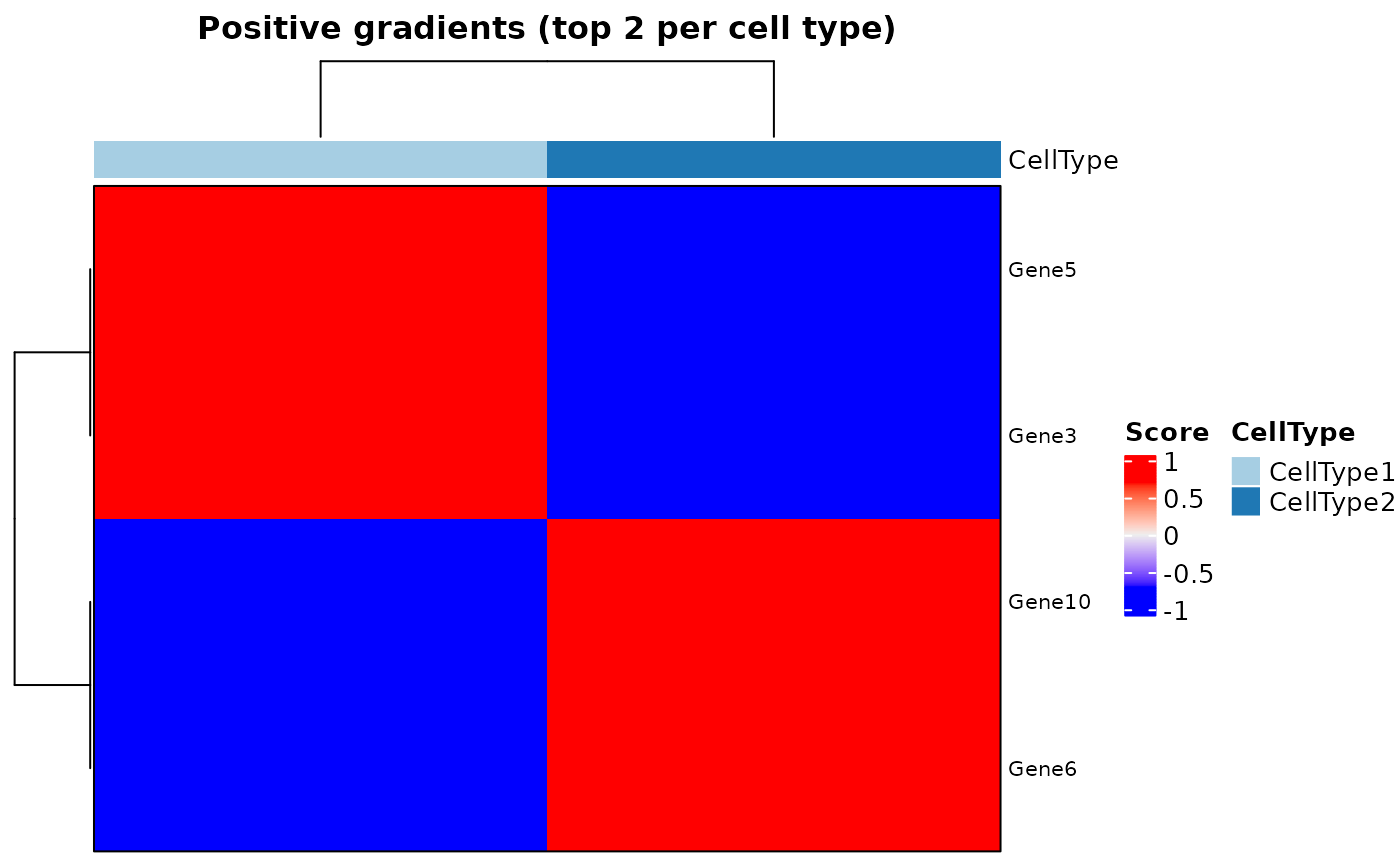 Positive gradients (top 2 per cell type)
CellType
Gene5
Gene3
Gene10
Gene6
Score
1
0.5
0
-0.5
-1
CellType
CellType1
CellType2